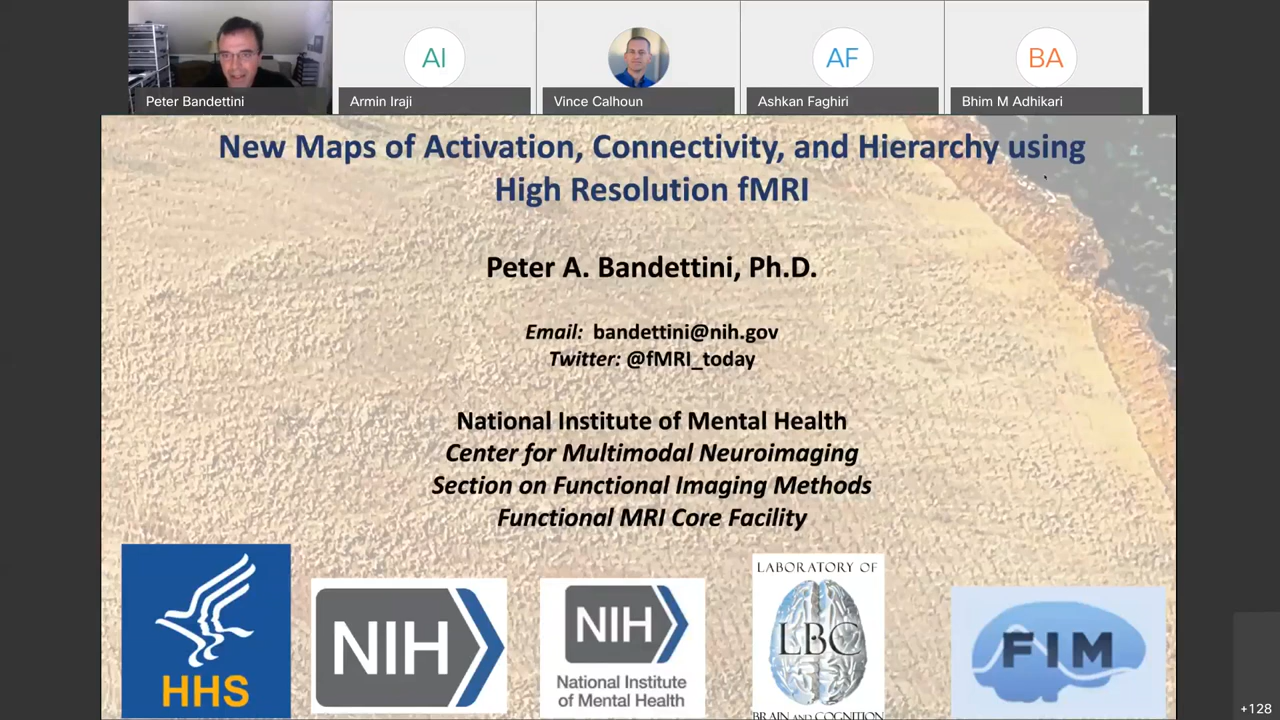 AI
AF
BA
Peter Bandettini
Armin Iraji
Vince Calhoun
Ashkan Faghiri
Bhim M Adhikari
New Maps of Activation, Connectivity, and Hierarchy using
High Resolution fMRI
Peter A. Bandettini, Ph.D.
Email: bandettini@nih.gov
Twitter: @fMRI_today
National Institute of Mental Health
Center for Multimodal Neuroimaging
Section on Functional Imaging Methods
Functional MRI Core Facility
HHS
NIH
NIH
National Institute
of Mental Health
LABORATORY OF
LBC
BRAIN AND COGNITION
FIM
+128